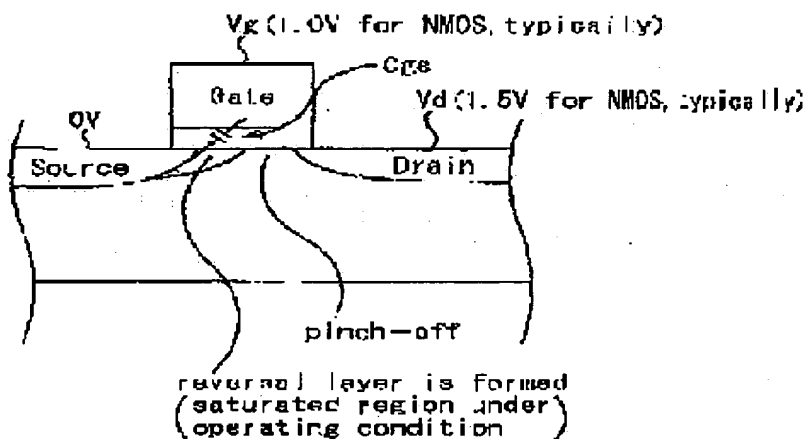 Vg(1.0V for NMOS, typically)
Cgs
Gate
Vd(1.5V for NMOS, typically)
0V
Source
Drain
pinch-off
reversal layer is formed
(saturated region under
operating condition)